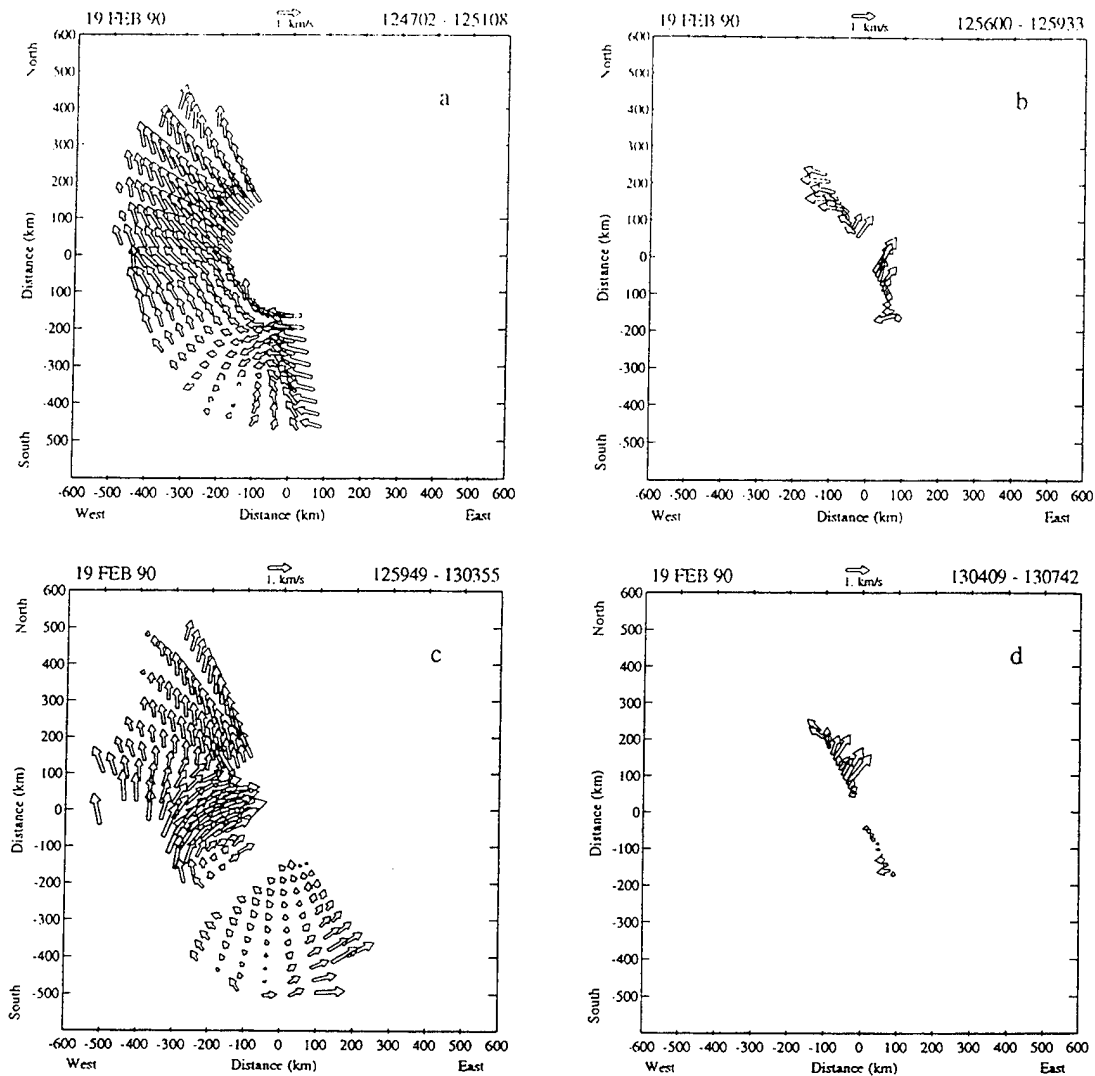 19 FEB 90
1. km/s
124702 - 125108
600
North
500
a
400
300
200
100
Distance (km)
0
100
-200
-300
-400
South
500
-600 -500 -400 -300 -200 -100 0 100 200 300 400 500 600
West
Distance (km)
East
19 FEB 90
1. km/s
125600 - 125933
600
North
500
b
400
300
200
100
Distance (km)
0
100
-200
-300
-400
South
-500
-600 -500 -400 -300 -200 -100 0 100 200 300 400 500 600
West
Distance (km)
East
19 FEB 90
1. km/s
125949 - 130355
600
North
500
c
400
300
200
100
Distance (km)
0
-100
-200
-300
-400
South
-500
-600 -500 -400 -300 -200 -100 0 100 200 300 400 500 600
West
Distance (km)
East
19 FEB 90
1. km/s
130409 - 130742
600
North
500
d
400
300
200
100
Distance (km)
0
-100
-200
-300
-400
South
-500
-600 -500 -400 -300 -200 -100 0 100 200 300 400 500 600
West
Distance (km)
East